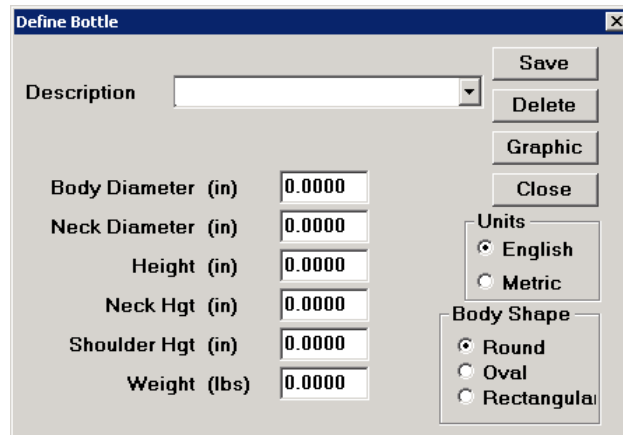 Define Bottle
Description
Save
Delete
Graphic
Close
Body Diameter (in) 0.0000
Neck Diameter (in) 0.0000
Height (in) 0.0000
Neck Hgt (in) 0.0000
Shoulder Hgt (in) 0.0000
Weight (lbs) 0.0000
Units
English
Metric
Body Shape
Round
Oval
Rectangular